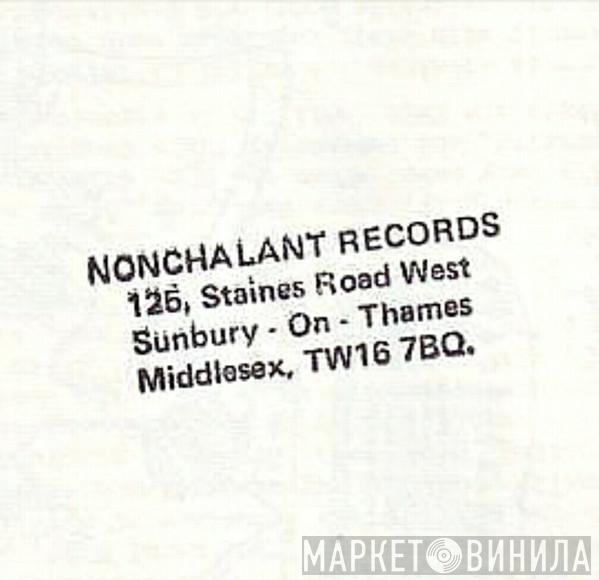 NONCHALANT RECORDS
125, Staines Road West
Sunbury - On - Thames
Middlesex, TW16 7BQ.
МАРКЕТ ВИНИЛА